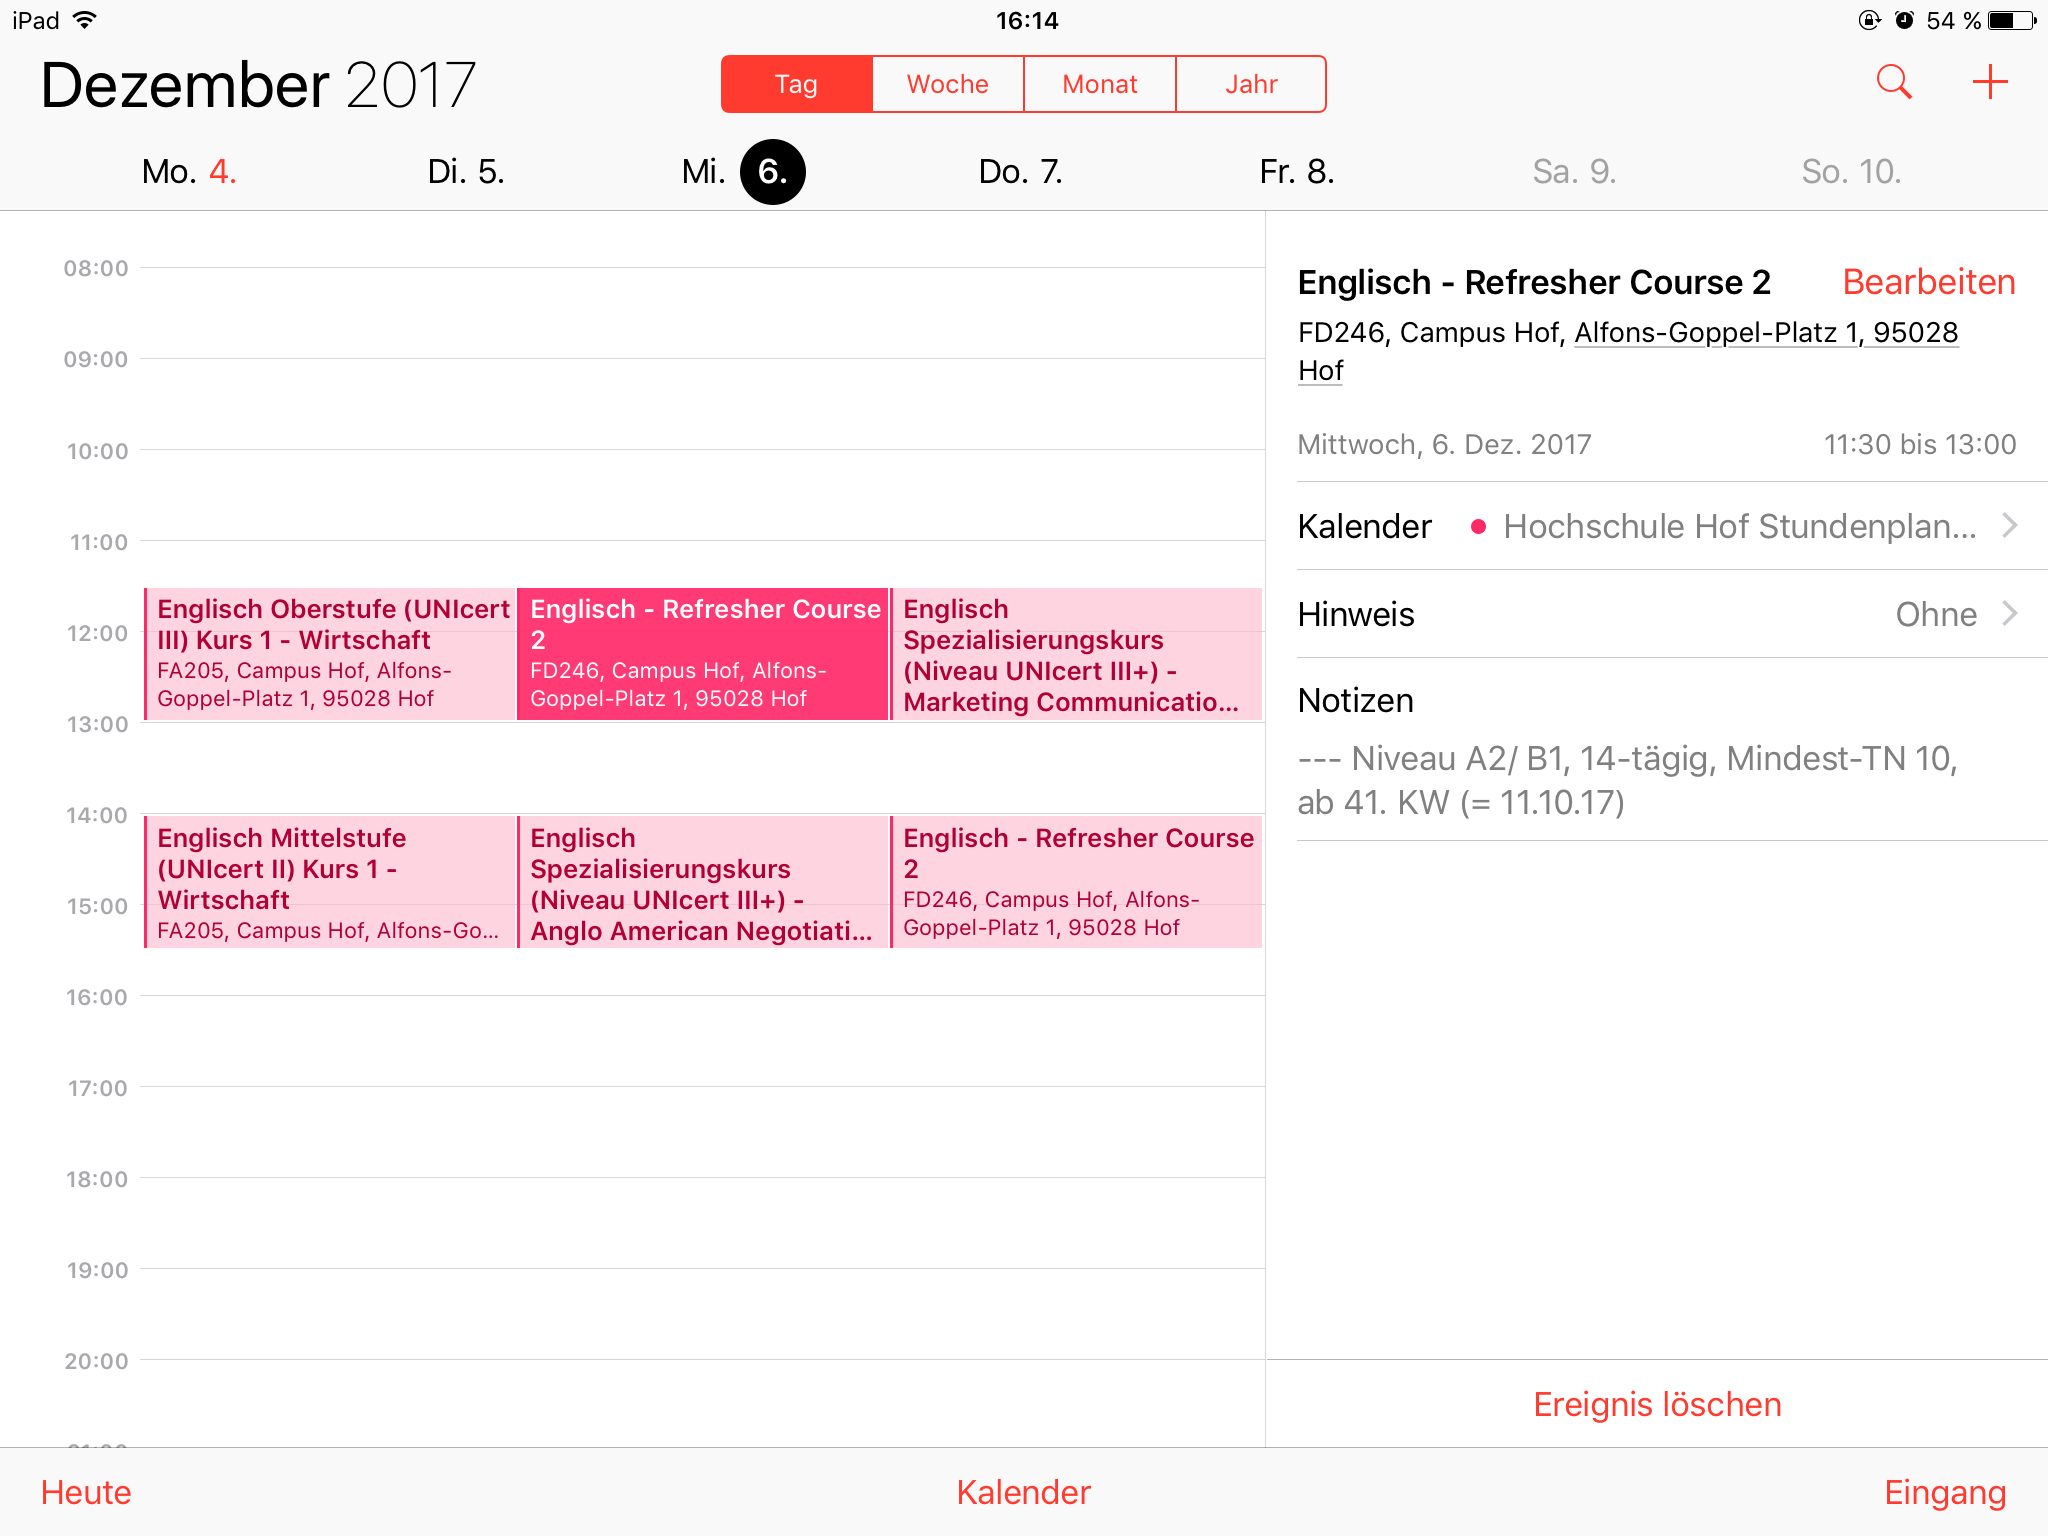 iPad 16:14 54 %
Dezember 2017
Tag Woche Monat Jahr
Mo. 4. Di. 5. Mi. 6. Do. 7. Fr. 8. Sa. 9. So. 10.
08:00
09:00
10:00
11:00
12:00
13:00
14:00
15:00
16:00
17:00
18:00
19:00
20:00
Englisch Oberstufe (UNIcert
III) Kurs 1 - Wirtschaft
FA205, Campus Hof, Alfons-
Goppel-Platz 1, 95028 Hof
Englisch - Refresher Course
2
FD246, Campus Hof, Alfons-
Goppel-Platz 1, 95028 Hof
Englisch
Spezialisierungskurs
(Niveau UNIcert III+) -
Marketing Communicatio...
Englisch Mittelstufe
(UNIcert II) Kurs 1 -
Wirtschaft
FA205, Campus Hof, Alfons-Go...
Englisch
Spezialisierungskurs
(Niveau UNIcert III+) -
Anglo American Negotiati...
Englisch - Refresher Course
2
FD246, Campus Hof, Alfons-
Goppel-Platz 1, 95028 Hof
Englisch - Refresher Course 2 Bearbeiten
FD246, Campus Hof, Alfons-Goppel-Platz 1, 95028
Hof
Mittwoch, 6. Dez. 2017 11:30 bis 13:00
Kalender Hochschule Hof Stundenplan...
Hinweis Ohne
Notizen
--- Niveau A2/ B1, 14-tägig, Mindest-TN 10,
ab 41. KW (= 11.10.17)
Ereignis löschen
Heute Kalender Eingang